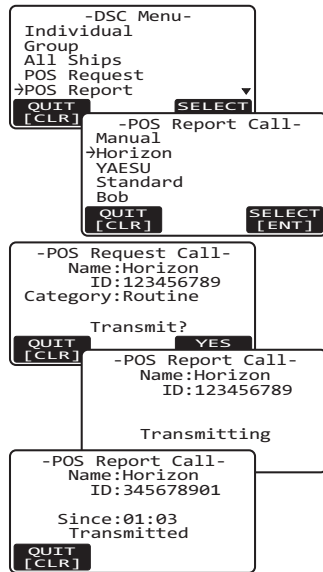 -DSC Menu-
Individual
Group
All Ships
POS Request
→POS Report ▼
QUIT SELECT
[CLR]
-POS Report Call-
Manual
→Horizon
YAESU
Standard
Bob
QUIT SELECT
[CLR] [ENT]
-POS Request Call-
Name:Horizon
ID:123456789
Category:Routine
Transmit?
QUIT YES
[CLR]
-POS Report Call-
Name:Horizon
ID:123456789
Transmitting
-POS Report Call-
Name:Horizon
ID:345678901
Since:01:03
Transmitted
QUIT
[CLR]